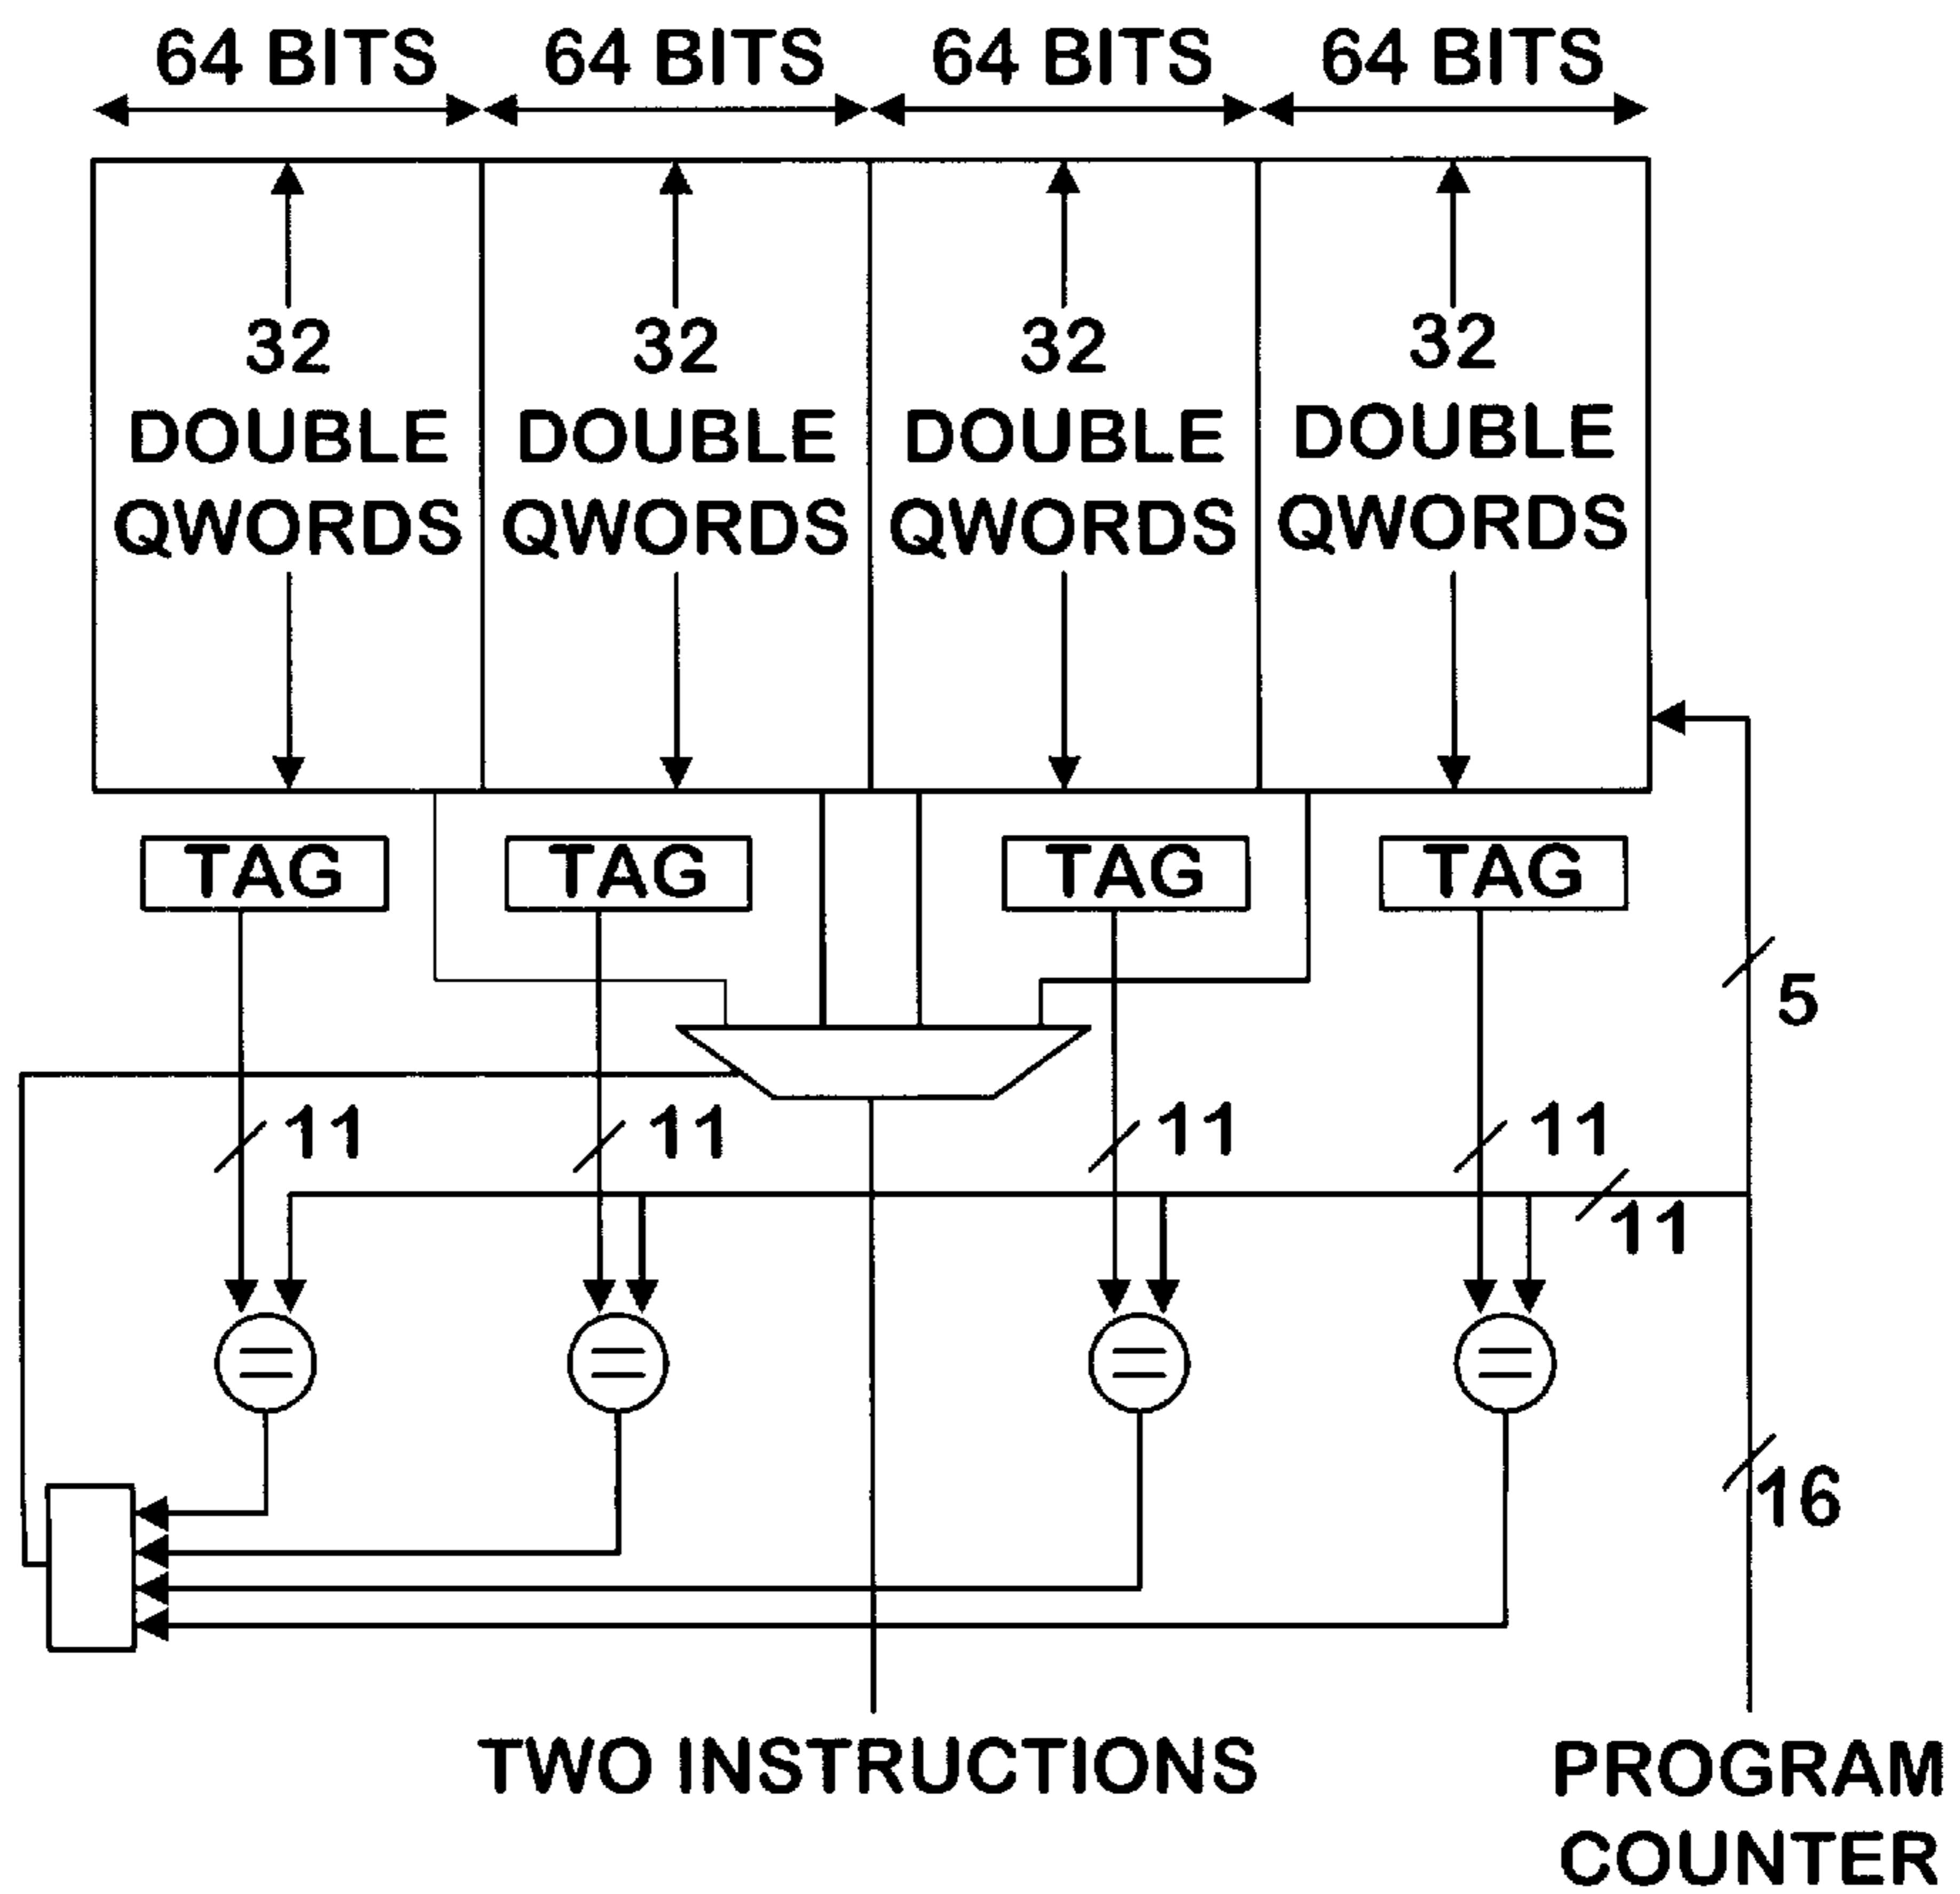 64 BITS 64 BITS 64 BITS 64 BITS
32 32 32 32
DOUBLE DOUBLE DOUBLE DOUBLE
QWORDS QWORDS QWORDS QWORDS
TAG TAG TAG TAG
5
11 11 11 11
11
= = = =
16
TWO INSTRUCTIONS PROGRAM
COUNTER